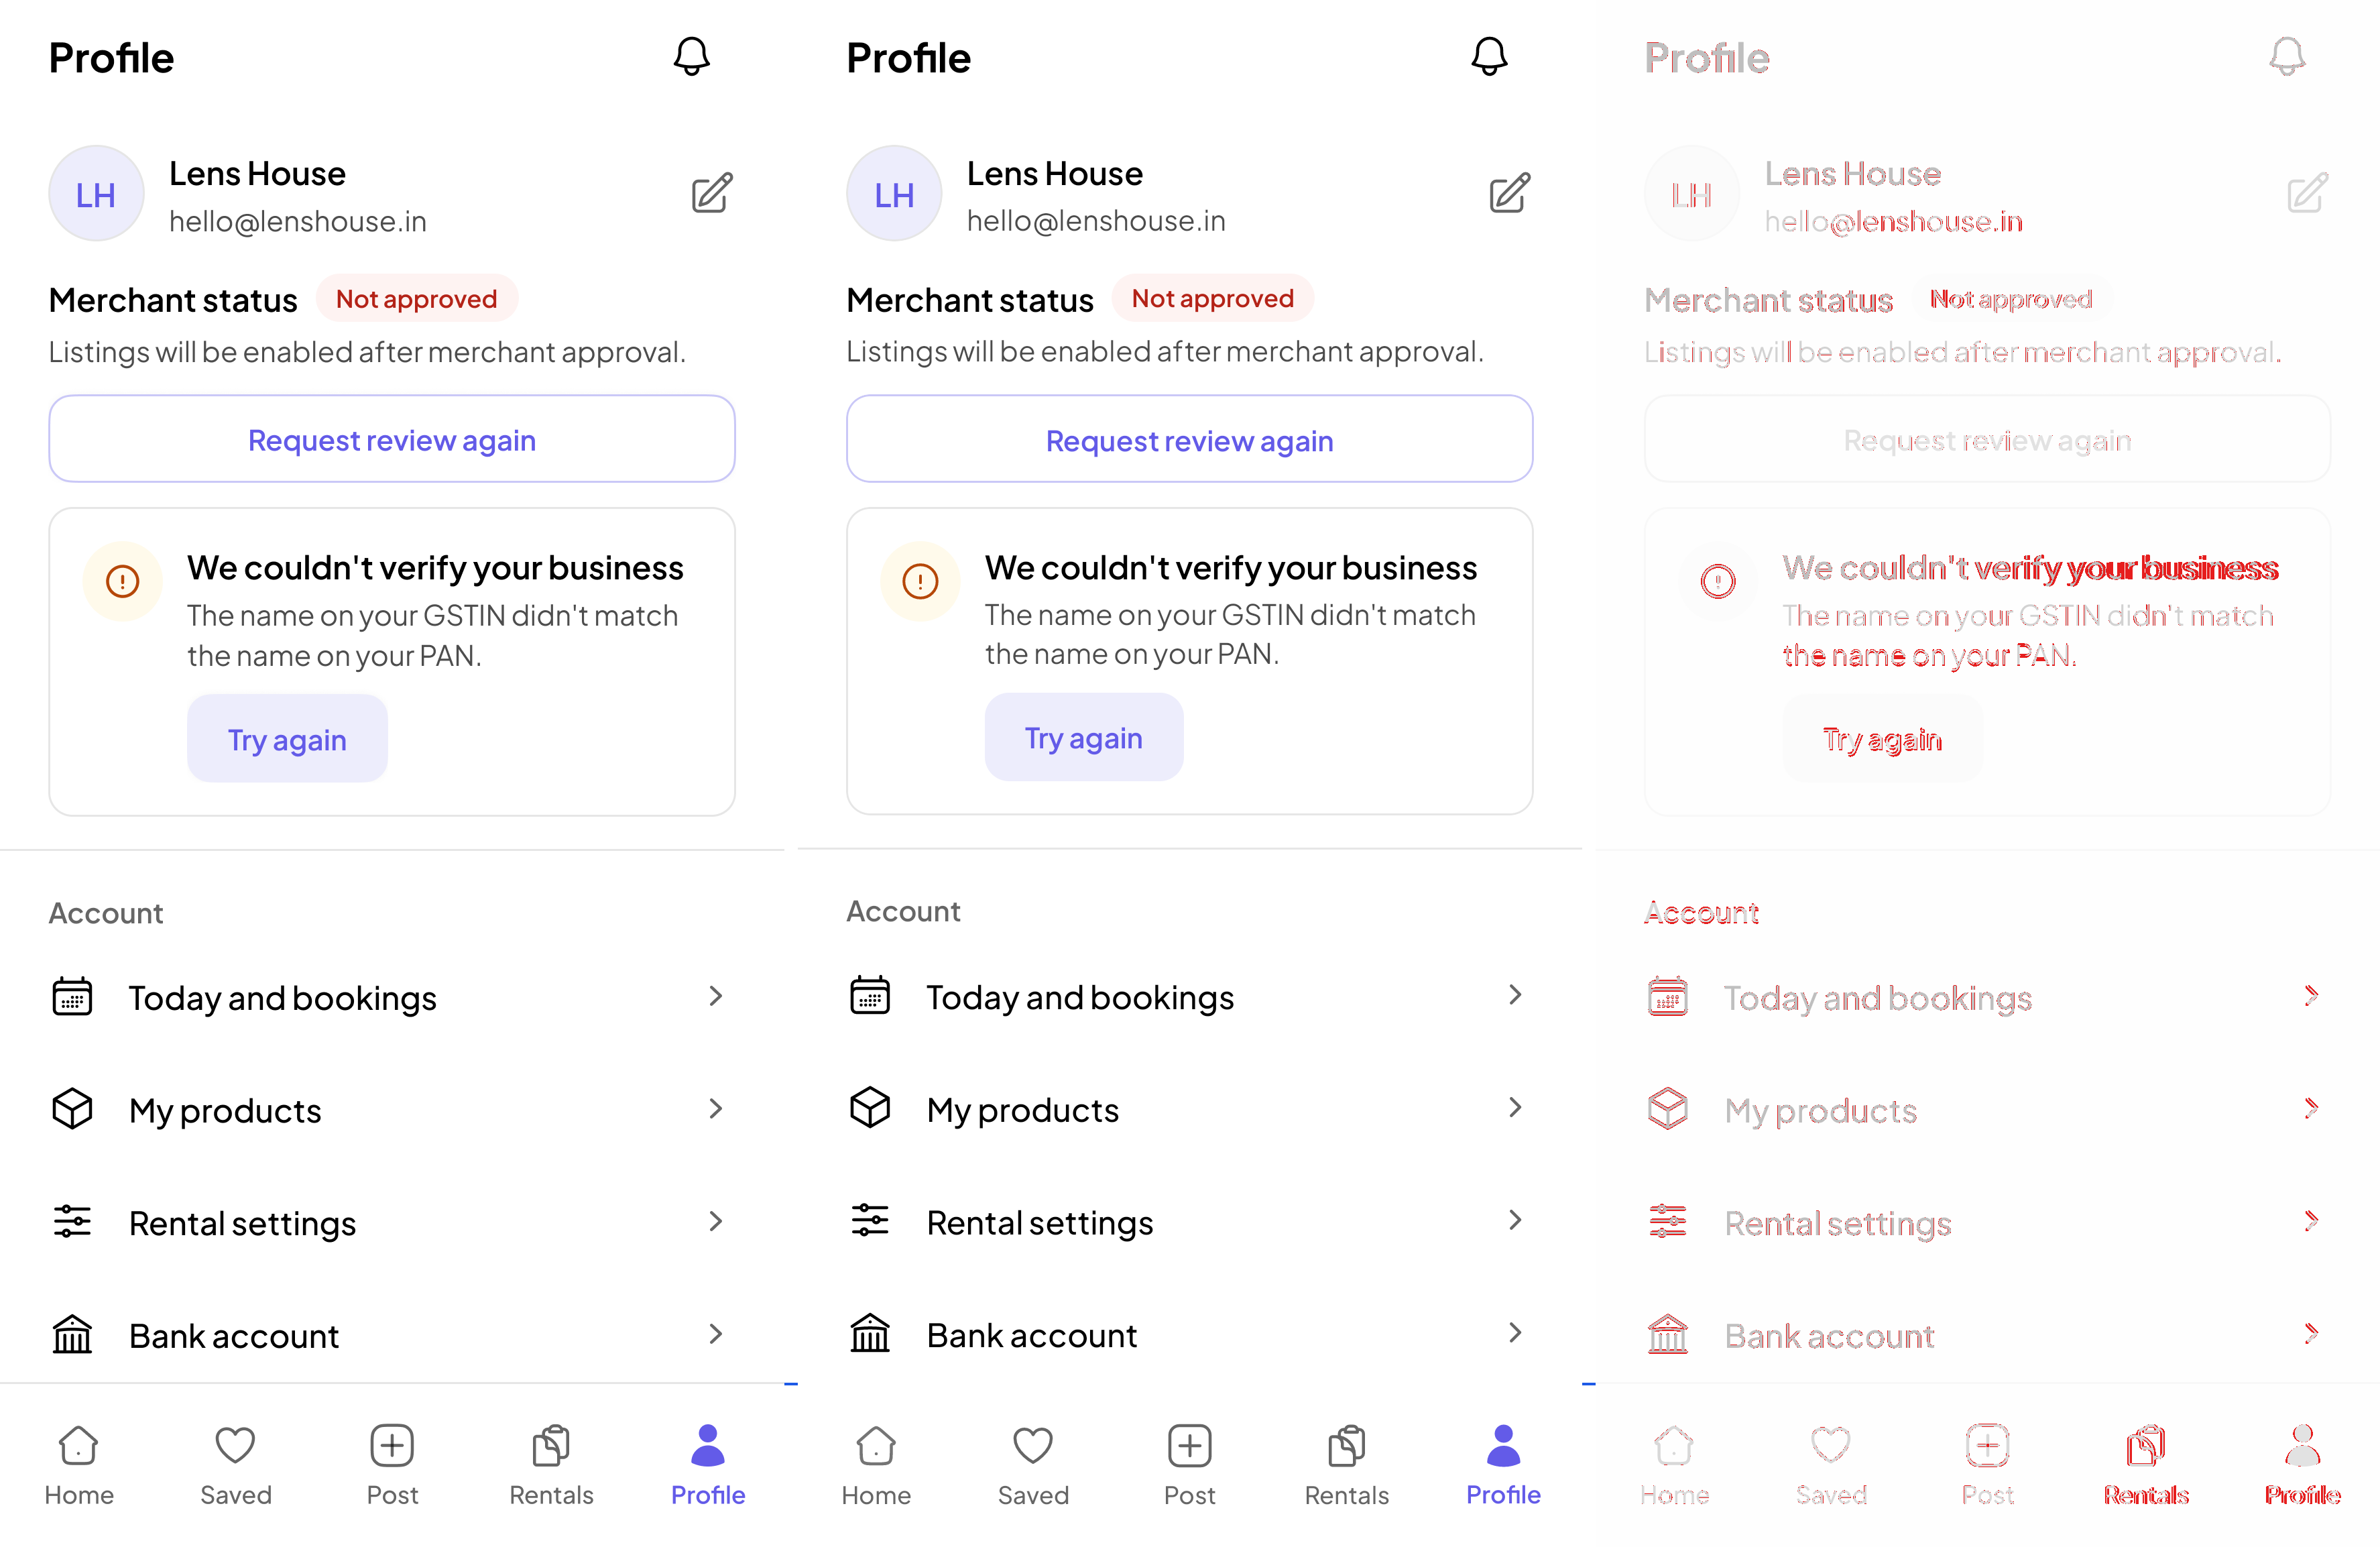 Profile
LH
Lens House
hello@lenshouse.in
Merchant status Not approved
Listings will be enabled after merchant approval.
Request review again
We couldn't verify your business
The name on your GSTIN didn't match
the name on your PAN.
Try again
Account
Today and bookings
My products
Rental settings
Bank account
Home Saved Post Rentals Profile
Profile
LH
Lens House
hello@lenshouse.in
Merchant status Not approved
Listings will be enabled after merchant approval.
Request review again
We couldn't verify your business
The name on your GSTIN didn't match
the name on your PAN.
Try again
Account
Today and bookings
My products
Rental settings
Bank account
Home Saved Post Rentals Profile
Profile
LH
Lens House
hello@lenshouse.in
Merchant status Not approved
Listings will be enabled after merchant approval.
Request review again
We couldn't verify your business
The name on your GSTIN didn't match
the name on your PAN.
Try again
Account
Today and bookings
My products
Rental settings
Bank account
Home Saved Post Rentals Profile